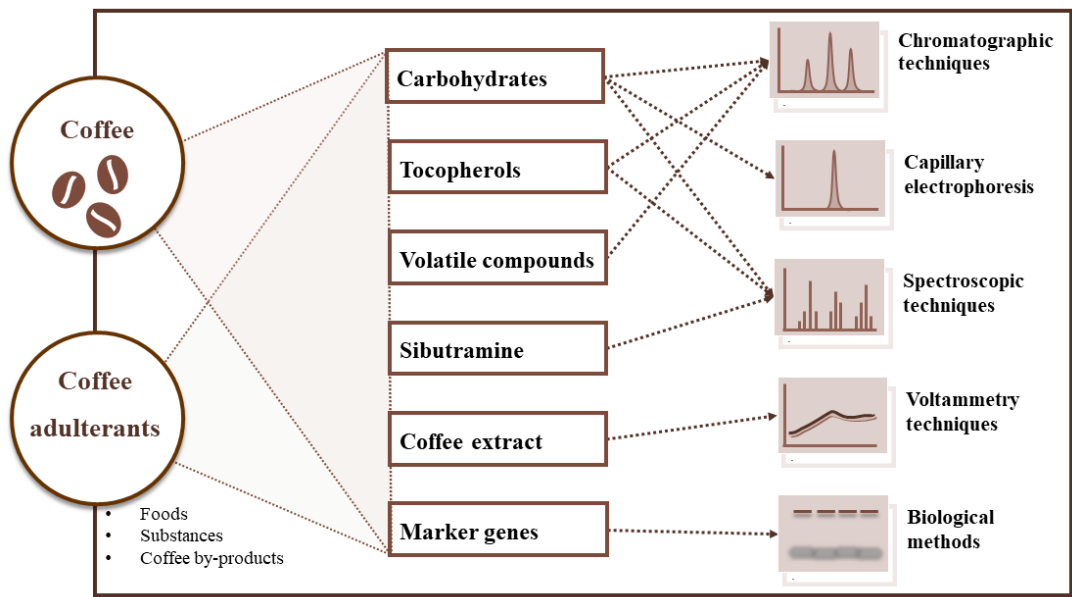 Coffee
Coffee
adulterants
• Foods
• Substances
• Coffee by-products
Carbohydrates
Tocopherols
Volatile compounds
Sibutramine
Coffee extract
Marker genes
Chromatographic
techniques
Capillary
electrophoresis
Spectroscopic
techniques
Voltammetry
techniques
Biological
methods